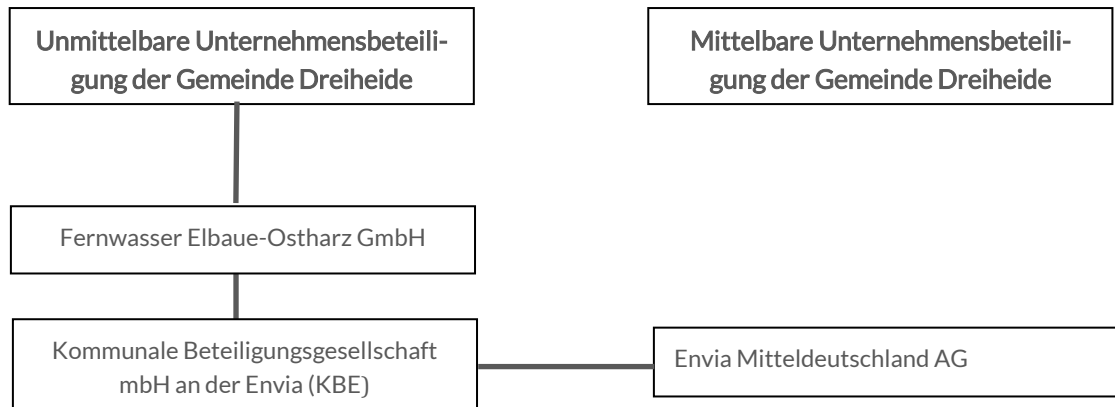 Unmittelbare Unternehmensbeteili-
gung der Gemeinde Dreiheide
Mittelbare Unternehmensbeteili-
gung der Gemeinde Dreiheide
Fernwasser Elbaue-Ostharz GmbH
Kommunale Beteiligungsgesellschaft
mbH an der Envia (KBE)
Envia Mitteldeutschland AG